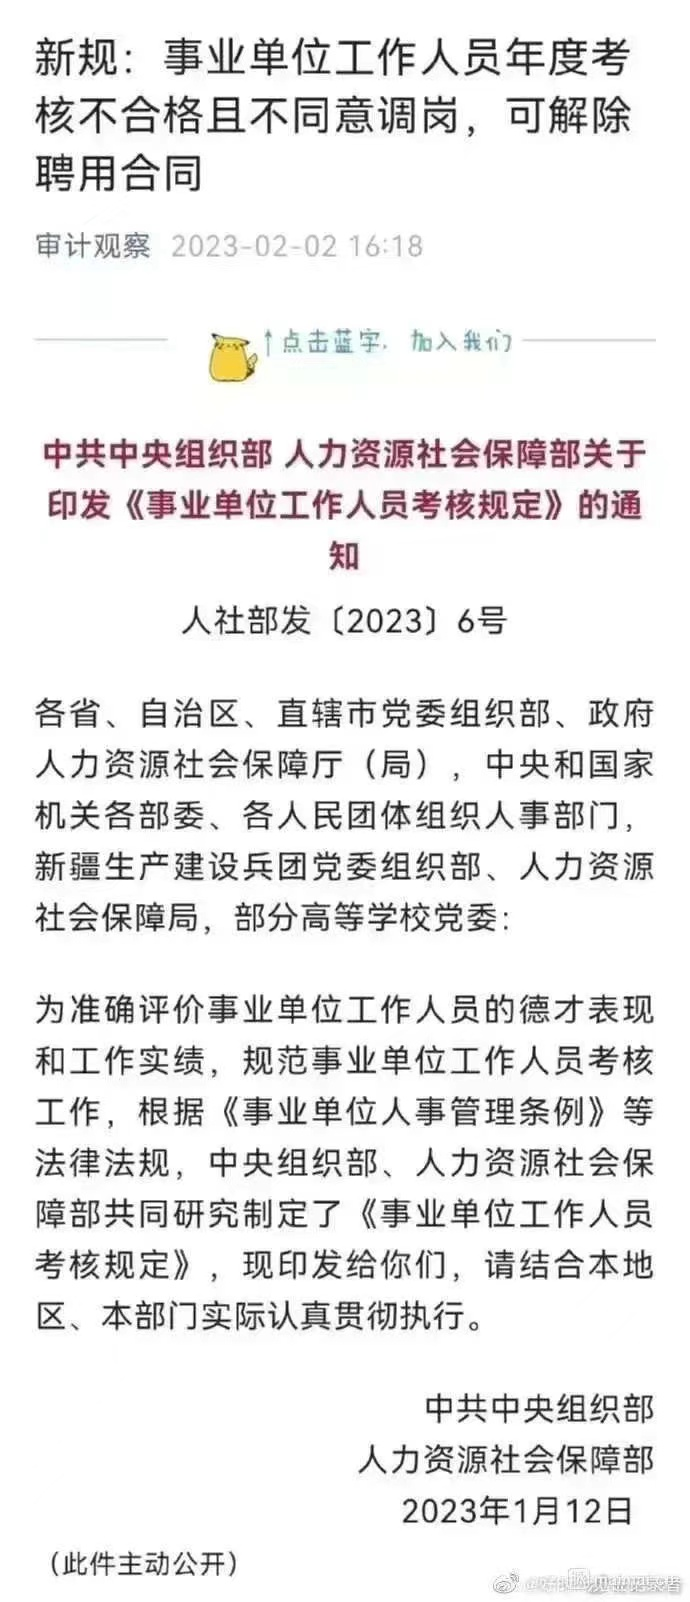 新规：事业单位工作人员年度考
核不合格且不同意调岗，可解除
聘用合同
审计观察 2023-02-02 16:18
↑点击蓝字，加入我们
中共中央组织部 人力资源社会保障部关于
印发《事业单位工作人员考核规定》的通
知
人社部发〔2023〕6号
各省、自治区、直辖市党委组织部、政府
人力资源社会保障厅（局），中央和国家
机关各部委、各人民团体组织人事部门，
新疆生产建设兵团党委组织部、人力资源
社会保障局，部分高等学校党委：
为准确评价事业单位工作人员的德才表现
和工作实绩，规范事业单位工作人员考核
工作，根据《事业单位人事管理条例》等
法律法规，中央组织部、人力资源社会保
障部共同研究制定了《事业单位工作人员
考核规定》，现印发给你们，请结合本地
区、本部门实际认真贯彻执行。
中共中央组织部
人力资源社会保障部
2023年1月12日
（此件主动公开）